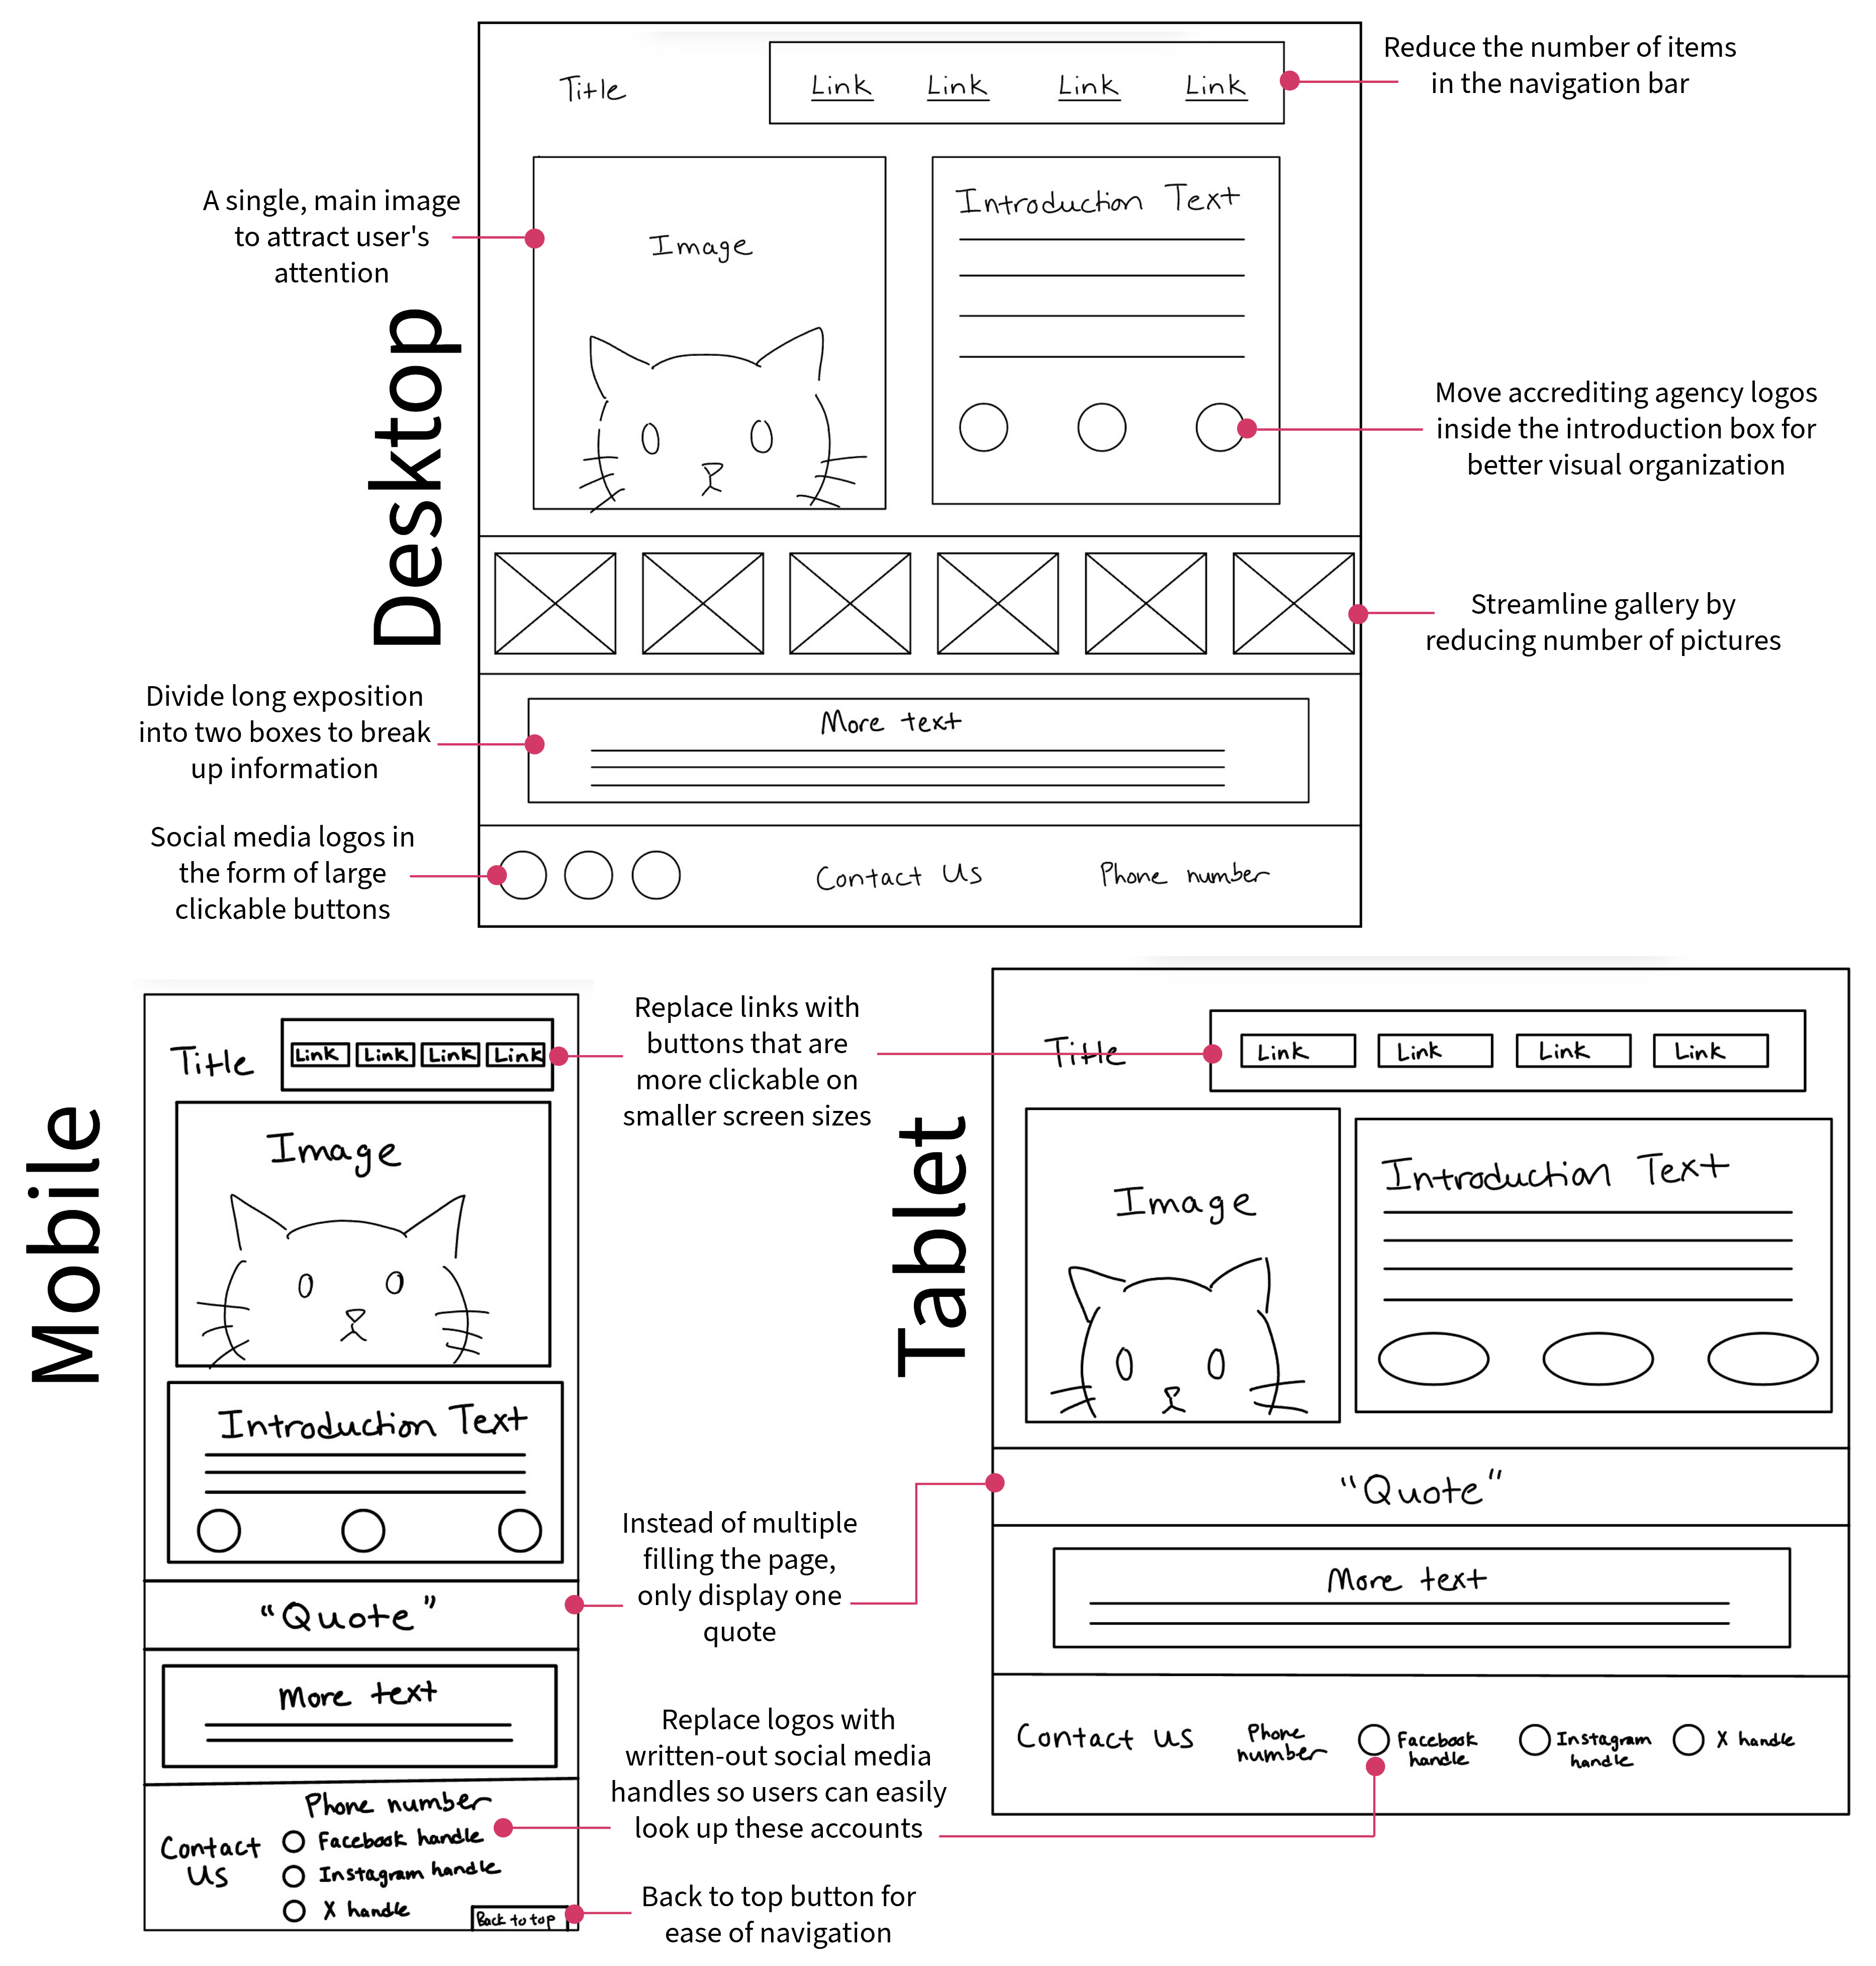 Desktop
Title
Link Link Link Link
Reduce the number of items
in the navigation bar
A single, main image
to attract user's
attention
Image
Introduction Text
Move accrediting agency logos
inside the introduction box for
better visual organization
Streamline gallery by
reducing number of pictures
Divide long exposition
into two boxes to break
up information
More text
Social media logos in
the form of large
clickable buttons
Contact Us
Phone number
Mobile
Title
Link Link Link Link
Image
Introduction Text
"Quote"
More text
Contact
Us
Phone number
Facebook handle
Instagram handle
X handle
Back to top
Replace links with
buttons that are
more clickable on
smaller screen sizes
Instead of multiple
filling the page,
only display one
quote
Replace logos with
written-out social media
handles so users can easily
look up these accounts
Back to top button for
ease of navigation
Tablet
Title
Link Link Link Link
Image
Introduction Text
"Quote"
More text
Contact us
Phone
number
Facebook
handle
Instagram
handle
X handle